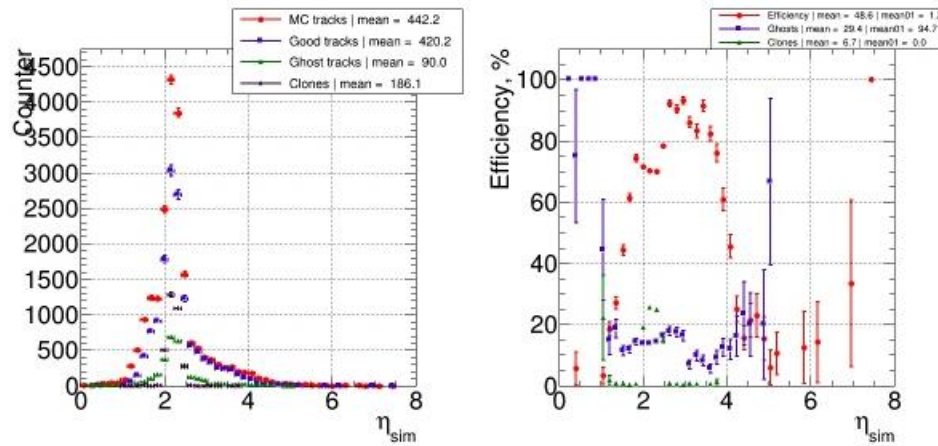 MC tracks | mean = 442.2
Good tracks | mean = 420.2
Ghost tracks | mean = 90.0
Clones | mean = 186.1
Counter
4500
4000
3500
3000
2500
2000
1500
1000
500
0
0 2 4 6 8
ηsim
Efficiency | mean = 48.6 | mean01 = 1.
Ghosts | mean = 29.4 | mean01 = 94.7
Clones | mean = 6.7 | mean01 = 0.0
Efficiency, %
100
80
60
40
20
0
0 2 4 6 8
ηsim